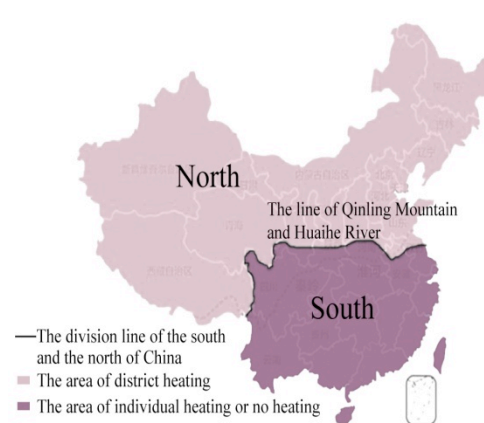 North
The line of Qinling Mountain
and Huaihe River
South
The division line of the south
and the north of China
The area of district heating
The area of individual heating or no heating